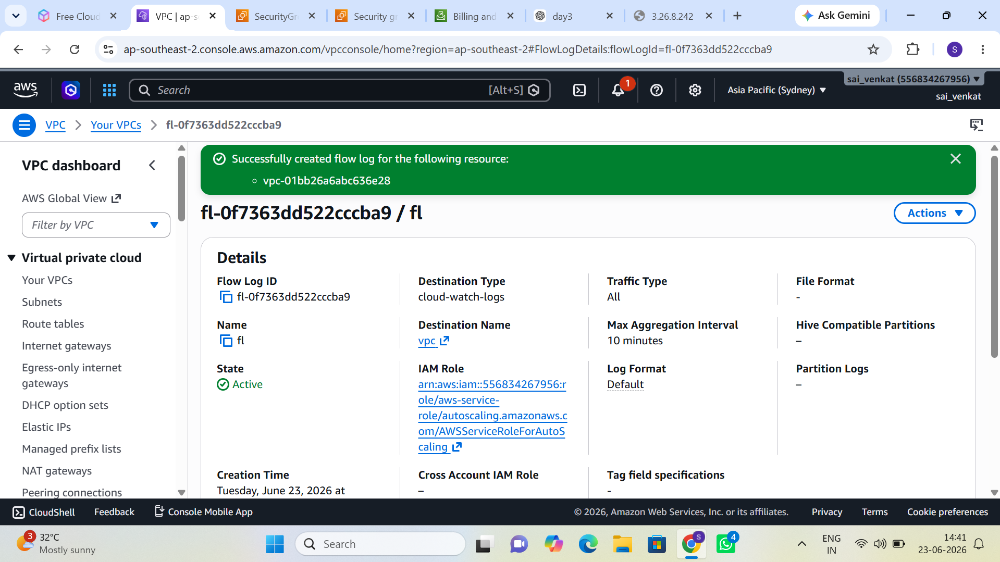 Free Cloud
VPC | ap-s
SecurityGr
Security gr
Billing and
day3
3.26.8.242
Ask Gemini
ap-southeast-2.console.aws.amazon.com/vpcconsole/home?region=ap-southeast-2#FlowLogDetails:flowLogId=fl-0f7363dd522cccba9
S
aws
Search
[Alt+S]
1
Asia Pacific (Sydney)
sai_venkat (556834267956)
sai_venkat
VPC
Your VPCs
fl-0f7363dd522cccba9
VPC dashboard
AWS Global View
Filter by VPC
Virtual private cloud
Your VPCs
Subnets
Route tables
Internet gateways
Egress-only internet
gateways
DHCP option sets
Elastic IPs
Managed prefix lists
NAT gateways
Peering connections
Successfully created flow log for the following resource:
vpc-01bb26a6abc636e28
fl-0f7363dd522cccba9 / fl
Actions
Details
Flow Log ID
fl-0f7363dd522cccba9
Destination Type
cloud-watch-logs
Traffic Type
All
File Format
-
Name
fl
Destination Name
vpc
Max Aggregation Interval
10 minutes
Hive Compatible Partitions
–
State
Active
IAM Role
arn:aws:iam::556834267956:r
ole/aws-service-
role/autoscaling.amazonaws.c
om/AWSServiceRoleForAutoS
caling
Log Format
Default
Partition Logs
–
Creation Time
Tuesday, June 23, 2026 at
Cross Account IAM Role
–
Tag field specifications
-
CloudShell
Feedback
Console Mobile App
© 2026, Amazon Web Services, Inc. or its affiliates.
Privacy
Terms
Cookie preferences
3
32°C
Mostly sunny
Search
S
4
ENG
IN
14:41
23-06-2026